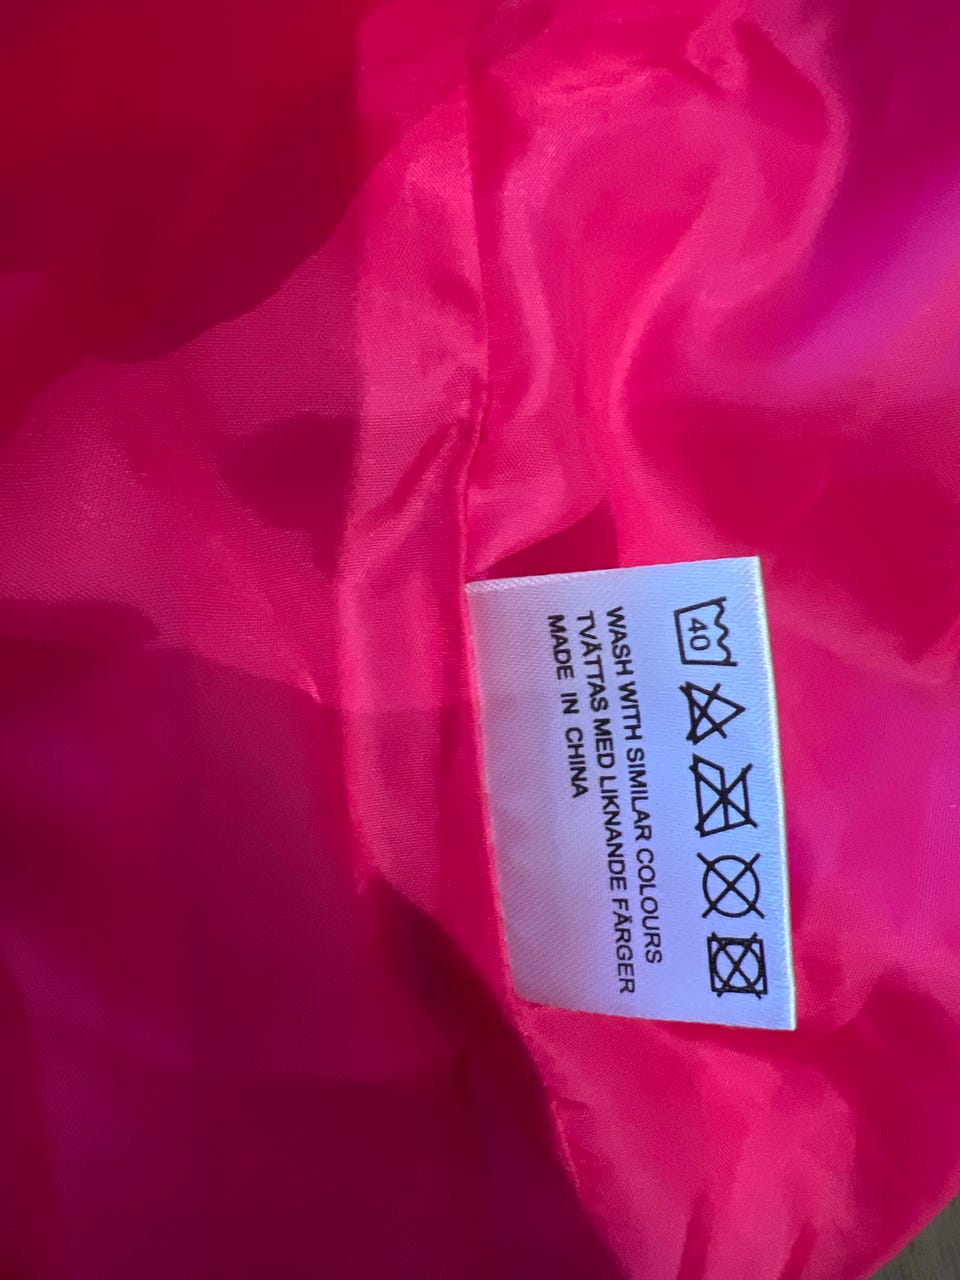 40
WASH WITH SIMILAR COLOURS
TVÄTTAS MED LIKNANDE FÄRGER
MADE IN CHINA